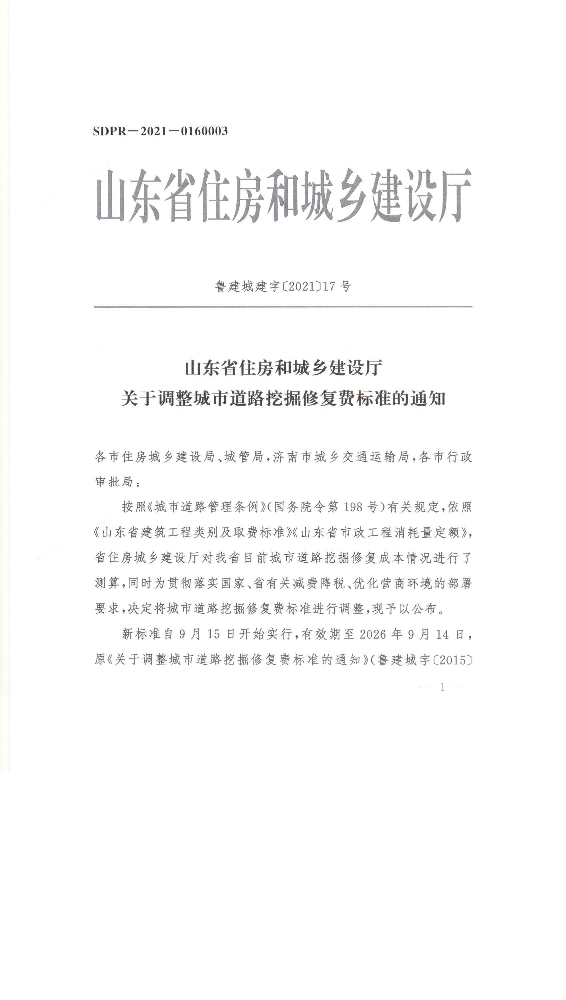 SDPR－2021－0160003
山东省住房和城乡建设厅
鲁建城建字〔2021〕17 号
山东省住房和城乡建设厅
关于调整城市道路挖掘修复费标准的通知
各市住房城乡建设局、城管局,济南市城乡交通运输局,各市行政
审批局：
按照《城市道路管理条例》(国务院令第 198 号)有关规定,依照
《山东省建筑工程类别及取费标准》《山东省市政工程消耗量定额》,
省住房城乡建设厅对我省目前城市道路挖掘修复成本情况进行了
测算,同时为贯彻落实国家、省有关减费降税、优化营商环境的部署
要求,决定将城市道路挖掘修复费标准进行调整,现予以公布。
新标准自 9 月 15 日开始实行,有效期至 2026 年 9 月 14 日,
原《关于调整城市道路挖掘修复费标准的通知》(鲁建城字〔2015〕
— 1 —